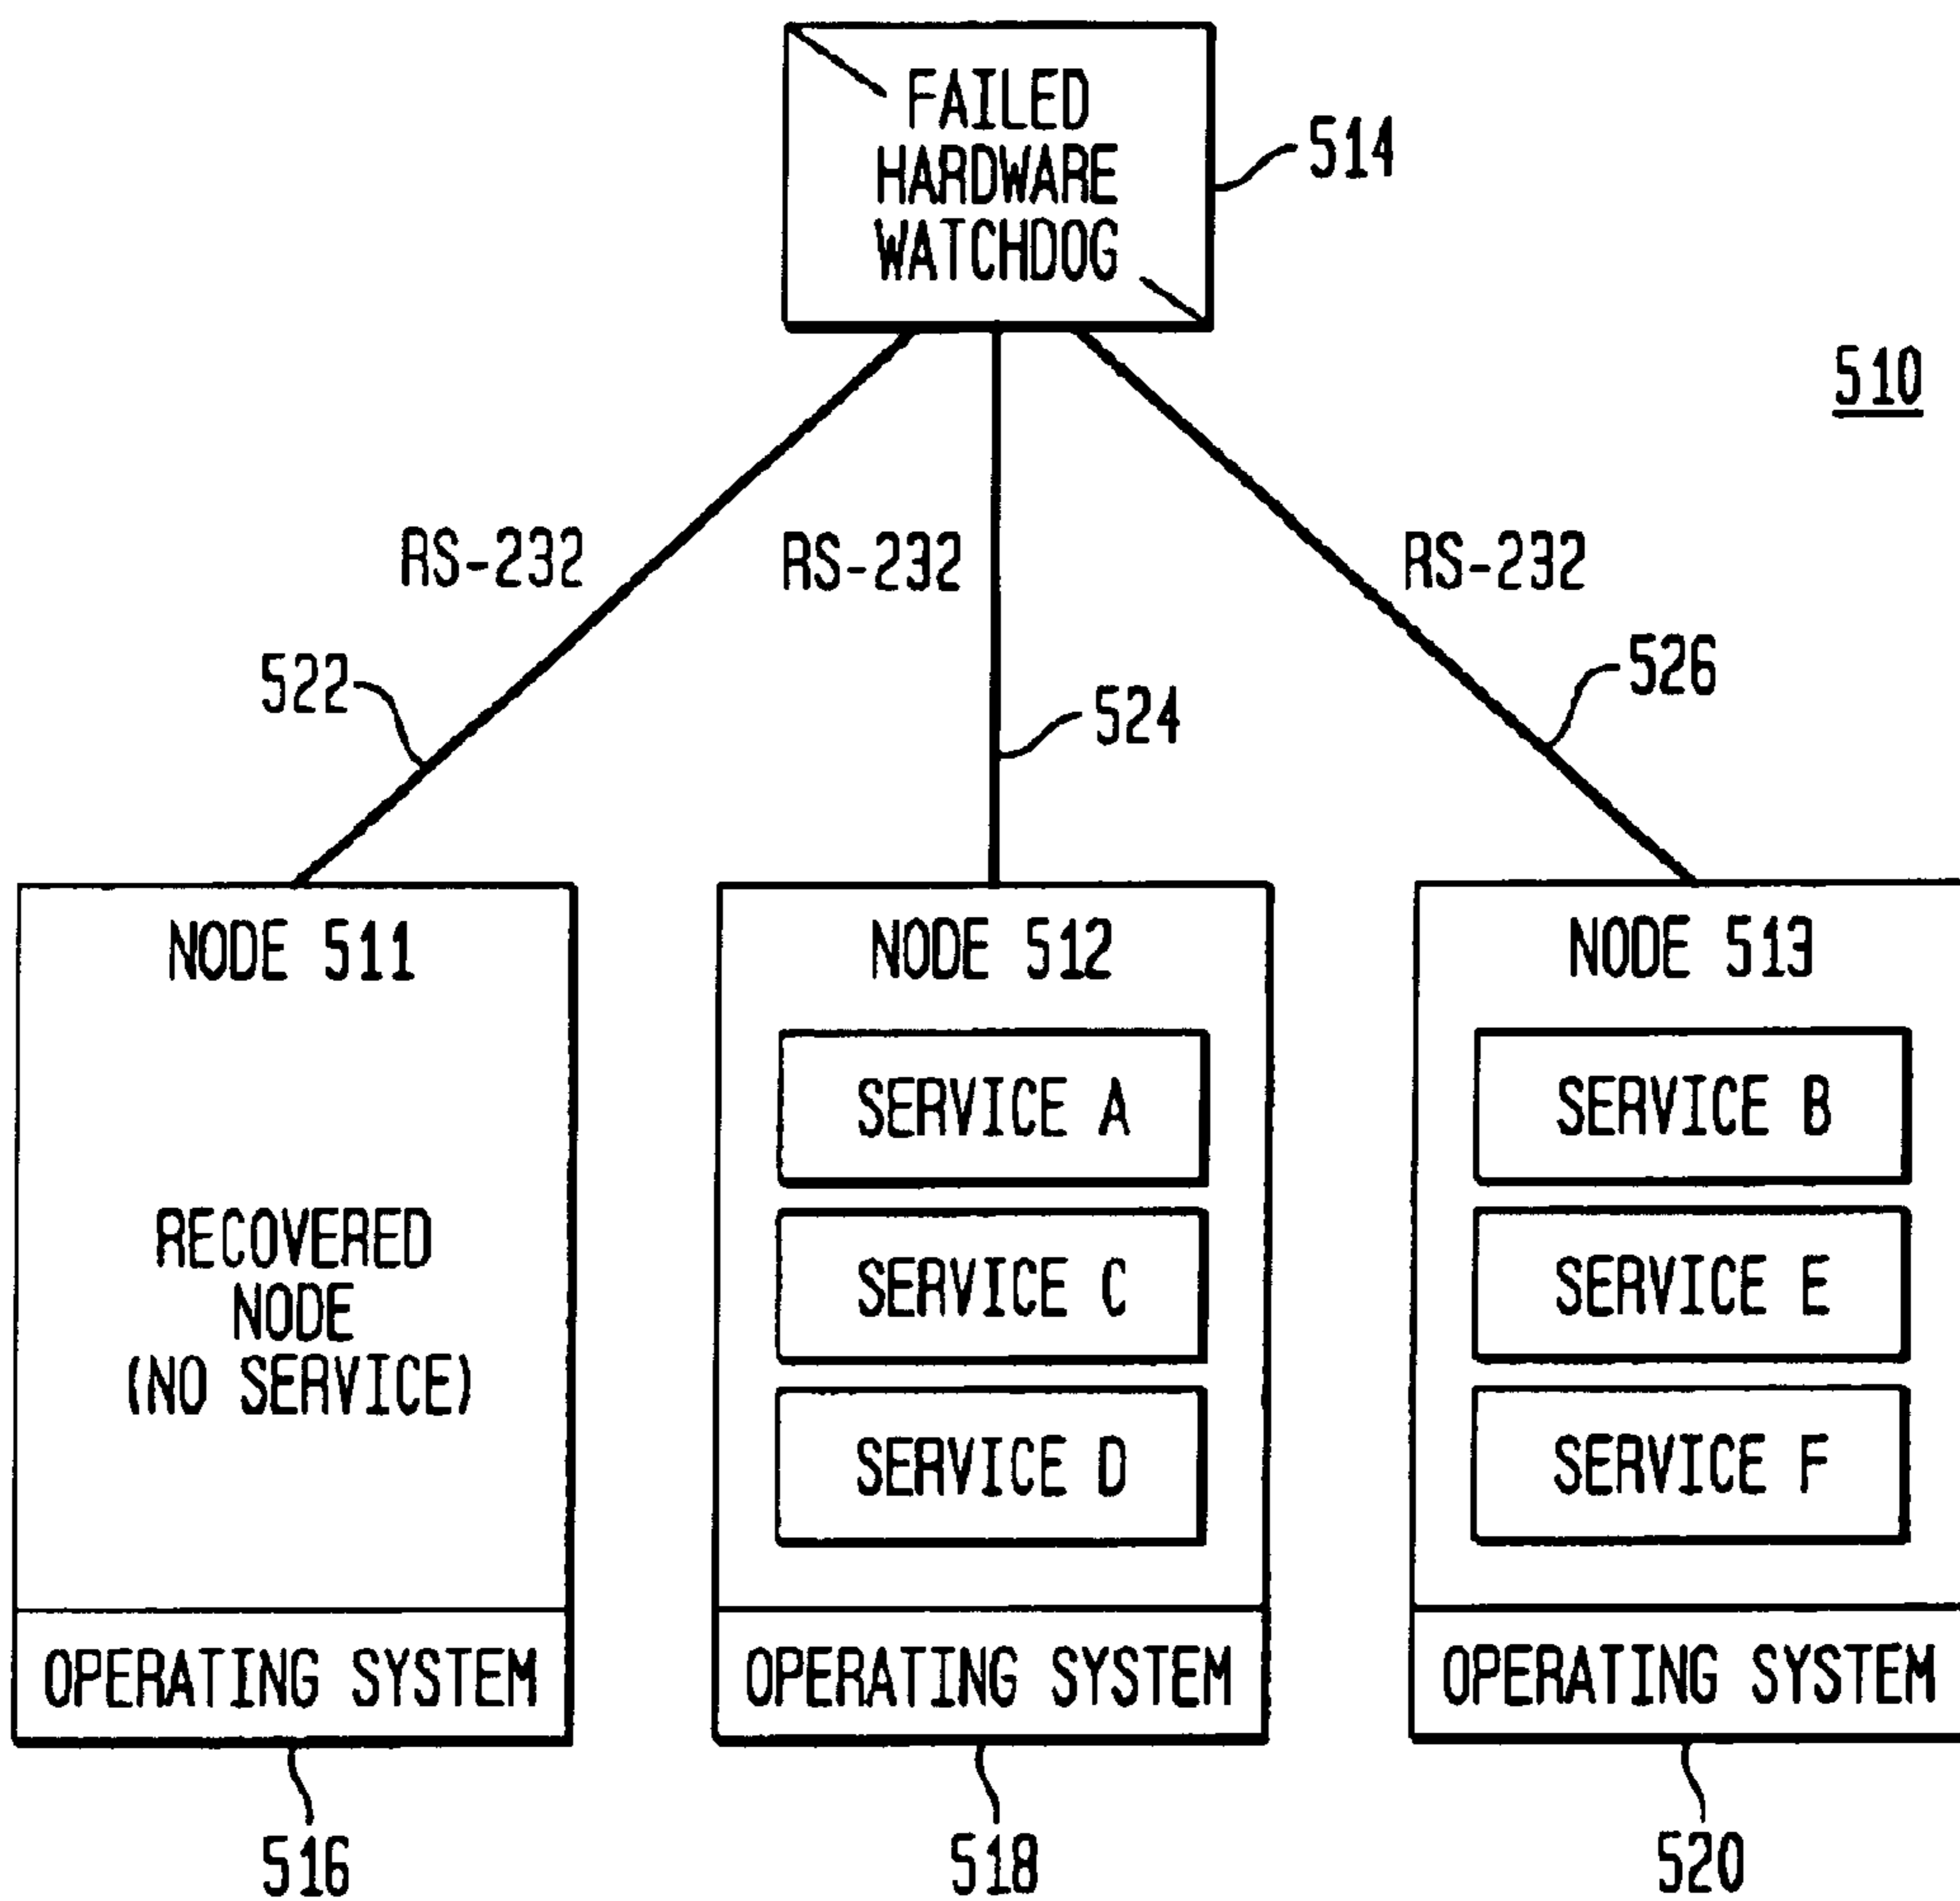 FAILED
HARDWARE
WATCHDOG
514
510
RS-232
RS-232
RS-232
522
524
526
NODE 511
RECOVERED
NODE
(NO SERVICE)
OPERATING SYSTEM
516
NODE 512
SERVICE A
SERVICE C
SERVICE D
OPERATING SYSTEM
518
NODE 513
SERVICE B
SERVICE E
SERVICE F
OPERATING SYSTEM
520